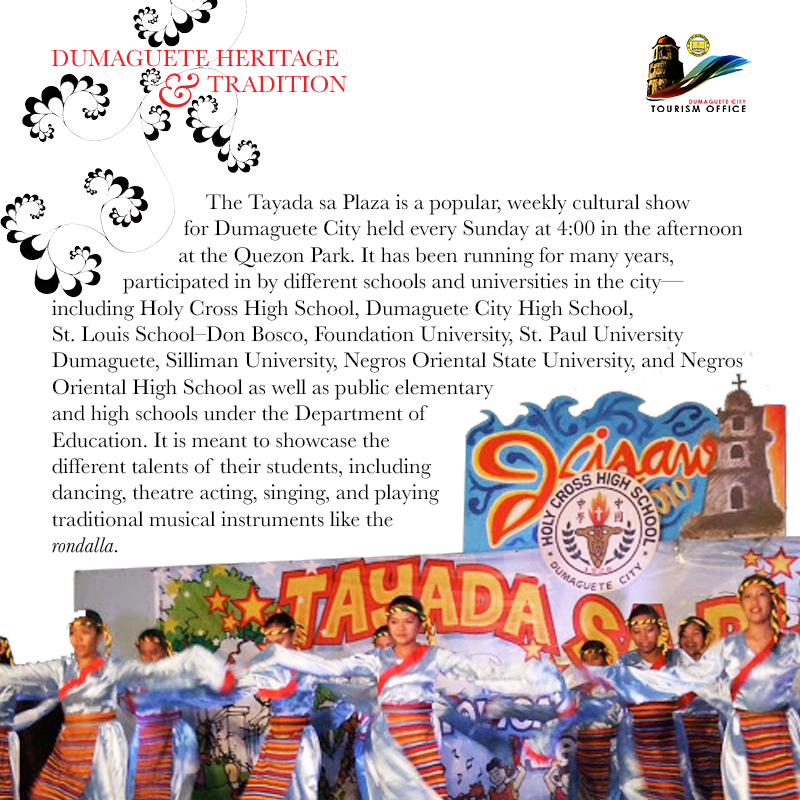 DUMAGUETE HERITAGE
& TRADITION
DUMAGUETE CITY
TOURISM OFFICE
The Tayada sa Plaza is a popular, weekly cultural show
for Dumaguete City held every Sunday at 4:00 in the afternoon
at the Quezon Park. It has been running for many years,
participated in by different schools and universities in the city—
including Holy Cross High School, Dumaguete City High School,
St. Louis School–Don Bosco, Foundation University, St. Paul University
Dumaguete, Silliman University, Negros Oriental State University, and Negros
Oriental High School as well as public elementary
and high schools under the Department of
Education. It is meant to showcase the
different talents of their students, including
dancing, theatre acting, singing, and playing
traditional musical instruments like the
rondalla.
HOLY CROSS HIGH SCHOOL
DUMAGUETE CITY
TAYADA SA P